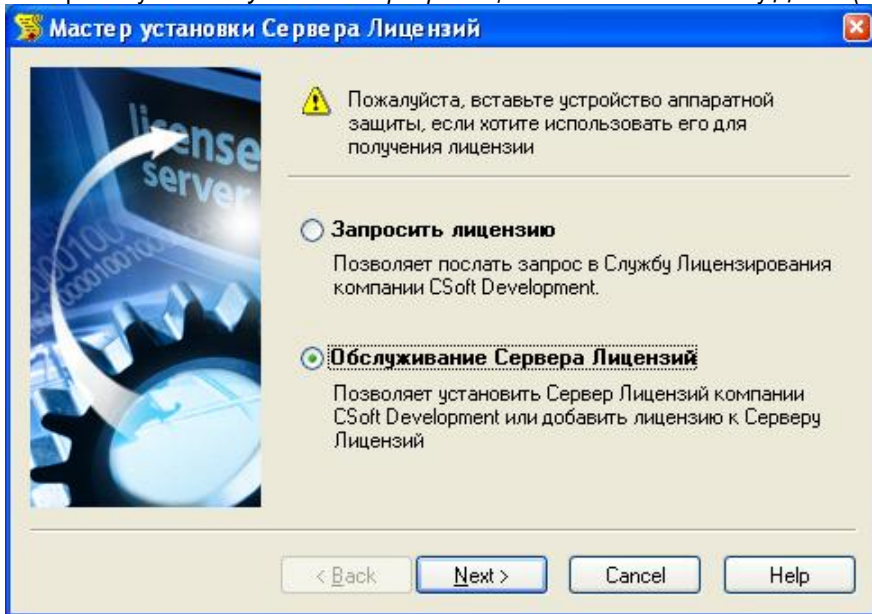 Мастер установки Сервера Лицензий
license
server
Пожалуйста, вставьте устройство аппаратной
защиты, если хотите использовать его для
получения лицензии
Запросить лицензию
Позволяет послать запрос в Службу Лицензирования
компании CSoft Development.
Обслуживание Сервера Лицензий
Позволяет установить Сервер Лицензий компании
CSoft Development или добавить лицензию к Серверу
Лицензий
< Back
Next >
Cancel
Help